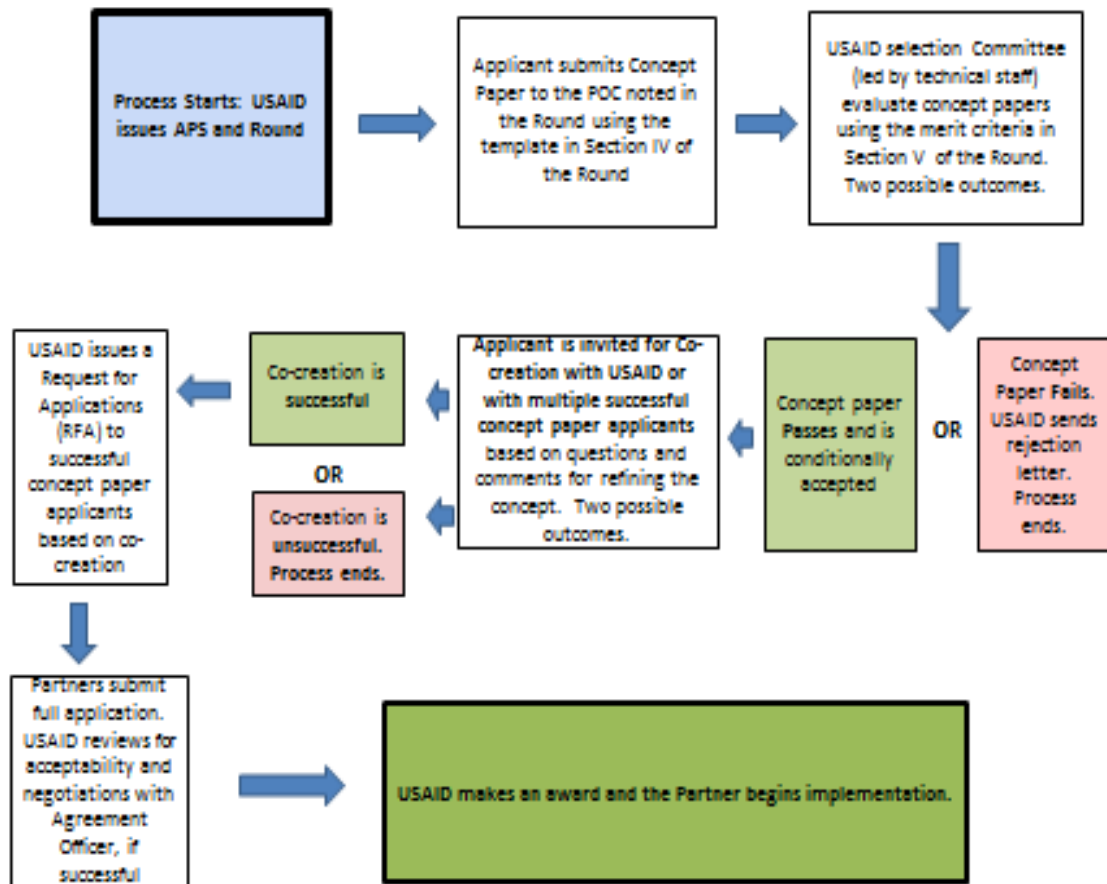 Process Starts: USAID
issues APS and Round
Applicant submits Concept
Paper to the POC noted in
the Round using the
template in Section IV of
the Round
USAID selection Committee
(led by technical staff)
evaluate concept papers
using the merit criteria in
Section V of the Round.
Two possible outcomes.
Concept
Paper Fails.
USAID sends
rejection
letter.
Process
ends.
OR
Concept paper
Passes and is
conditionally
accepted
Applicant is invited for Co-
creation with USAID or
with multiple successful
concept paper applicants
based on questions and
comments for refining the
concept. Two possible
outcomes.
Co-creation is
successful
OR
Co-creation is
unsuccessful.
Process ends.
USAID issues a
Request for
Applications
(RFA) to
successful
concept paper
applicants
based on co-
creation
Partners submit
full application.
USAID reviews for
acceptability and
negotiations with
Agreement
Officer, if
successful
USAID makes an award and the Partner begins implementation.